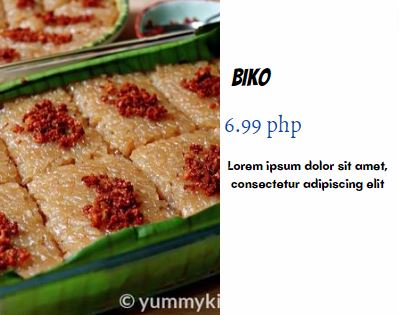 BIKO
6.99 php
Lorem ipsum dolor sit amet,
consectetur adipiscing elit
© yummyki